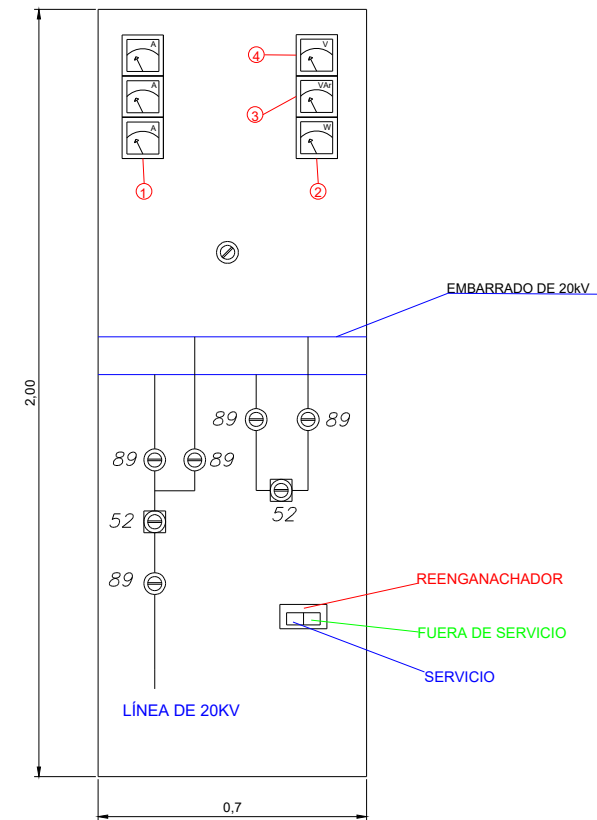 A
V
4
A
VAr
3
A
W
1
2
EMBARRADO DE 20kV
2,00
89
89
89
89
52
52
89
REENGANACHADOR
FUERA DE SERVICIO
SERVICIO
LÍNEA DE 20KV
0,7